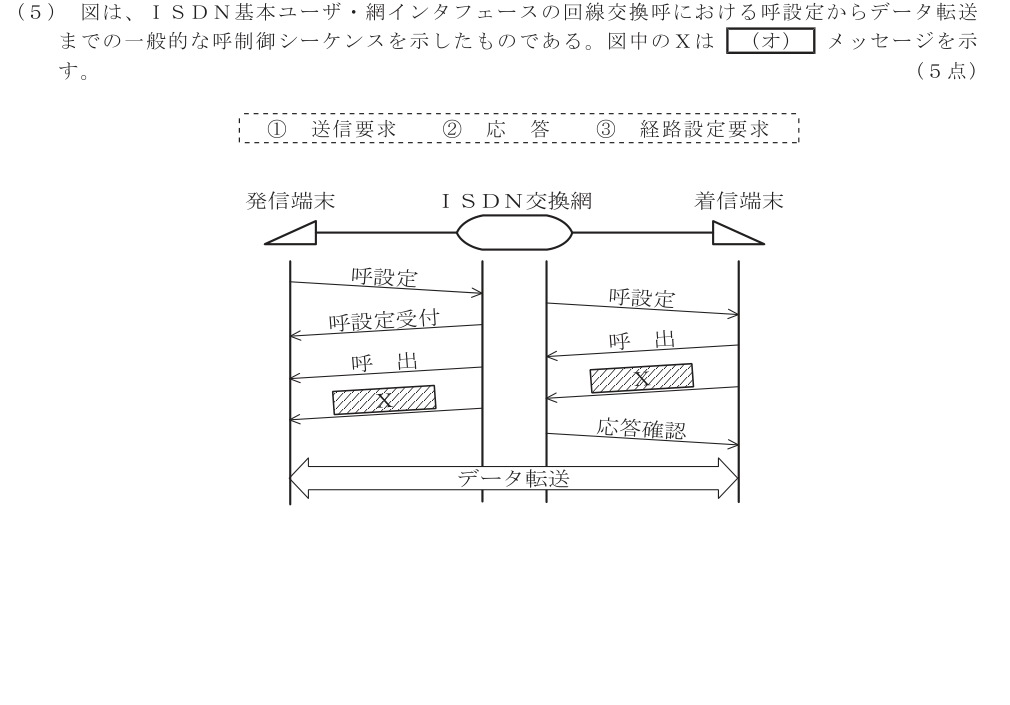 (５)　図は、ＩＳＤＮ基本ユーザ・網インタフェースの回線交換呼における呼設定からデータ転送
までの一般的な呼制御シーケンスを示したものである。図中のＸは　(オ)　メッセージを示
す。　(５点)
①　送信要求　②　応　答　③　経路設定要求
発信端末　ＩＳＤＮ交換網　着信端末
呼設定
呼設定
呼設定受付
呼　出
呼　出
Ｘ
Ｘ
応答確認
データ転送